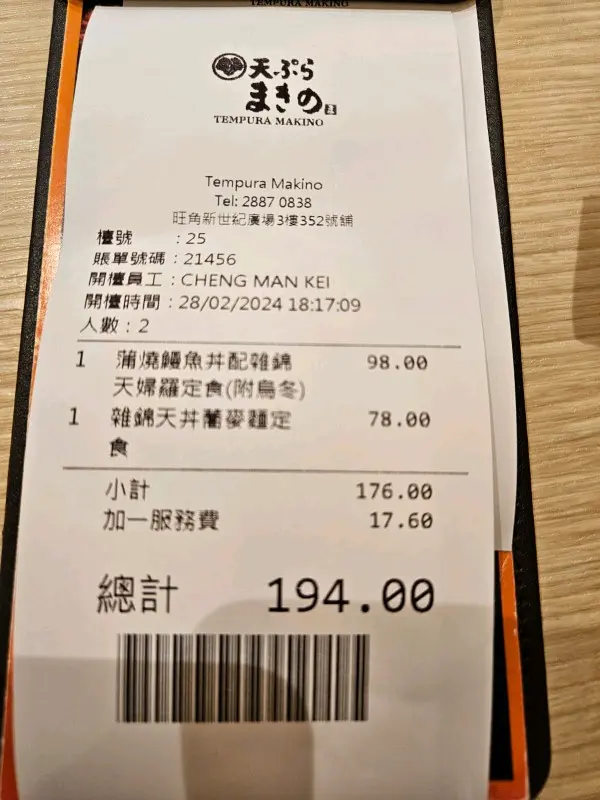 TEMPURA MAKINO
天ぷら
まきの
TEMPURA MAKINO
Tempura Makino
Tel: 2887 0838
旺角新世紀廣場3樓352號舖
檯號 : 25
賬單號碼 : 21456
開檯員工 : CHENG MAN KEI
開檯時間 : 28/02/2024 18:17:09
人數 : 2
1 蒲燒鰻魚丼配雜錦 98.00
天婦羅定食(附烏冬)
1 雜錦天丼蕎麥麵定 78.00
食
小計 176.00
加一服務費 17.60
總計 194.00